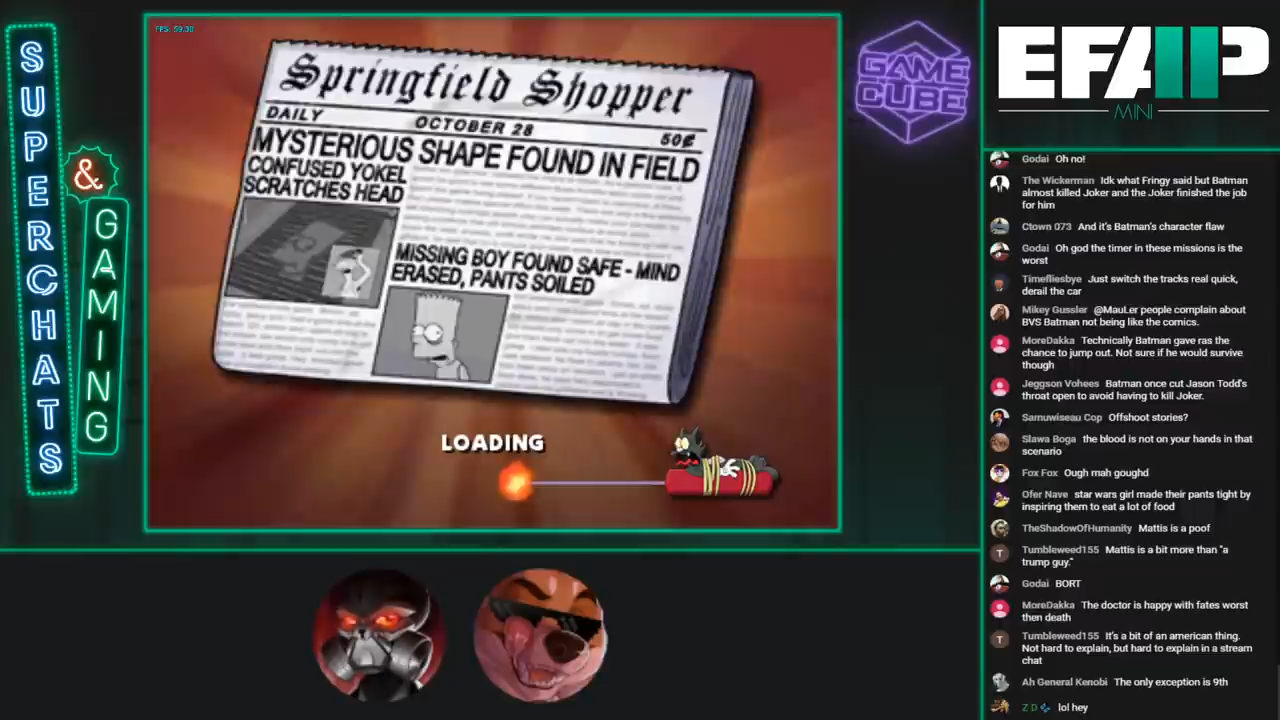 SUPERCHATS
&
GAMING
FPS: 59.30
Springfield Shopper
DAILY
OCTOBER 28
50¢
MYSTERIOUS SHAPE FOUND IN FIELD
CONFUSED YOKEL
SCRATCHES HEAD
MISSING BOY FOUND SAFE - MIND
ERASED, PANTS SOILED
LOADING
GAME
CUBE
EFAP
MINI
Godai Oh no!
The Wickerman Idk what Fringy said but Batman
almost killed Joker and the Joker finished the job
for him
Ctown 073 And it's Batman's character flaw
Godai Oh god the timer in these missions is the
worst
Timefliesbye Just switch the tracks real quick,
derail the car
Mikey Gussler @MauLer people complain about
BVS Batman not being like the comics.
MoreDakka Technically Batman gave ras the
chance to jump out. Not sure if he would survive
though
Jeggson Vohees Batman once cut Jason Todd's
throat open to avoid having to kill Joker.
Samuwiseau Cop Offshoot stories?
Slawa Boga the blood is not on your hands in that
scenario
Fox Fox Ough mah goughd
Ofer Nave star wars girl made their pants tight by
inspiring them to eat a lot of food
TheShadowOfHumanity Mattis is a poof
T
Tumbleweed155 Mattis is a bit more than "a
trump guy."
Godai BORT
MoreDakka The doctor is happy with fates worst
then death
T
Tumbleweed155 It's a bit of an american thing.
Not hard to explain, but hard to explain in a stream
chat
Ah General Kenobi The only exception is 9th
Z D lol hey